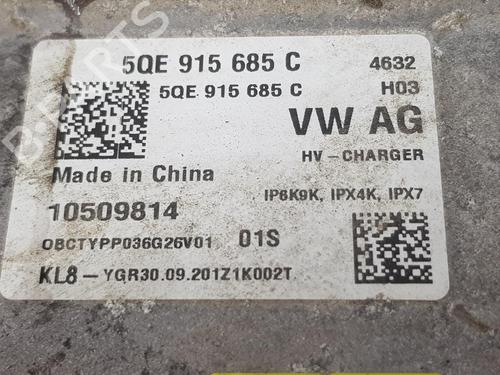 5QE 915 685 C 4632
5QE 915 685 C H03
VW AG
HV-CHARGER
Made in China
IP6K9K, IPX4K, IPX7
10509814
OBCTYPP036G26V01 01S
KL8-YGR30.09.201Z1K002T
B-PARTS